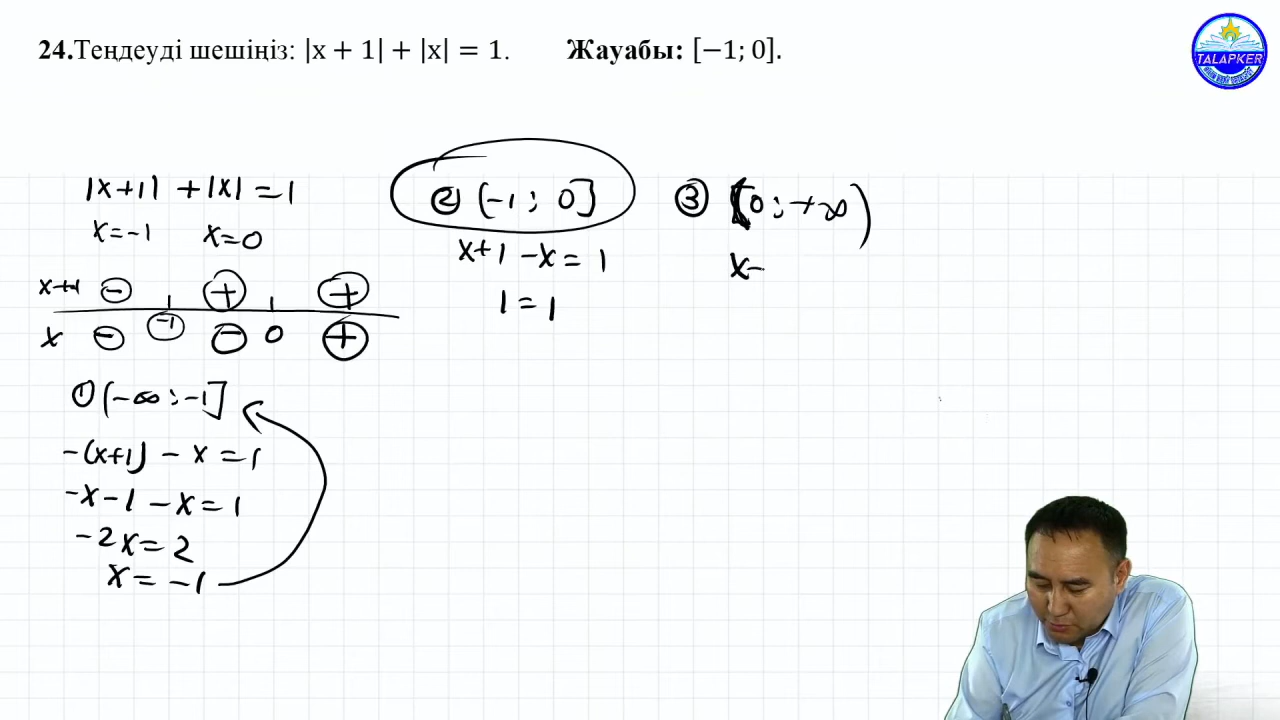 24.Теңдеуді шешіңіз: |x + 1| + |x| = 1. Жауабы: [−1; 0].
TALAPKER
|x+1| + |x| = 1
x=-1 x=0
x+1 - + +
-1 0
x - - +
① (-∞ ; -1]
-(x+1) - x = 1
-x - 1 - x = 1
-2x = 2
x = -1
② (-1 ; 0]
x+1 - x = 1
1 = 1
③ (0 ; +∞)
x-